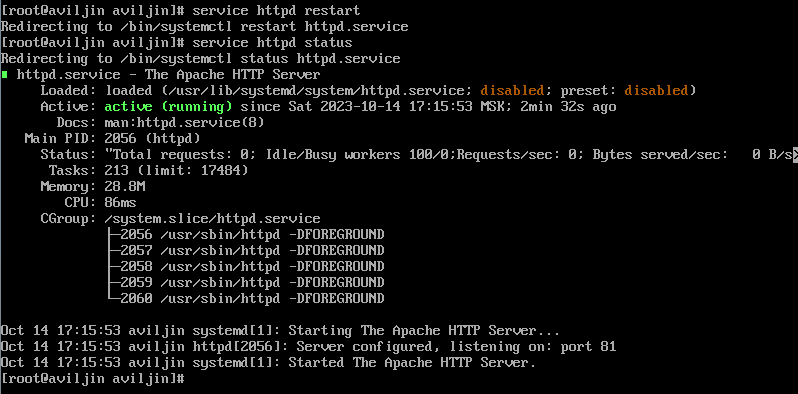 [root@aviljin aviljin]# service httpd restart
Redirecting to /bin/systemctl restart httpd.service
[root@aviljin aviljin]# service httpd status
Redirecting to /bin/systemctl status httpd.service
■ httpd.service - The Apache HTTP Server
     Loaded: loaded (/usr/lib/systemd/system/httpd.service; disabled; preset: disabled)
     Active: active (running) since Sat 2023-10-14 17:15:53 MSK; 2min 32s ago
       Docs: man:httpd.service(8)
   Main PID: 2056 (httpd)
     Status: "Total requests: 0; Idle/Busy workers 100/0;Requests/sec: 0; Bytes served/sec:   0 B/s>
      Tasks: 213 (limit: 17484)
     Memory: 28.8M
        CPU: 86ms
     CGroup: /system.slice/httpd.service
             ├─2056 /usr/sbin/httpd -DFOREGROUND
             ├─2057 /usr/sbin/httpd -DFOREGROUND
             ├─2058 /usr/sbin/httpd -DFOREGROUND
             ├─2059 /usr/sbin/httpd -DFOREGROUND
             └─2060 /usr/sbin/httpd -DFOREGROUND

Oct 14 17:15:53 aviljin systemd[1]: Starting The Apache HTTP Server...
Oct 14 17:15:53 aviljin httpd[2056]: Server configured, listening on: port 81
Oct 14 17:15:53 aviljin systemd[1]: Started The Apache HTTP Server.
[root@aviljin aviljin]#